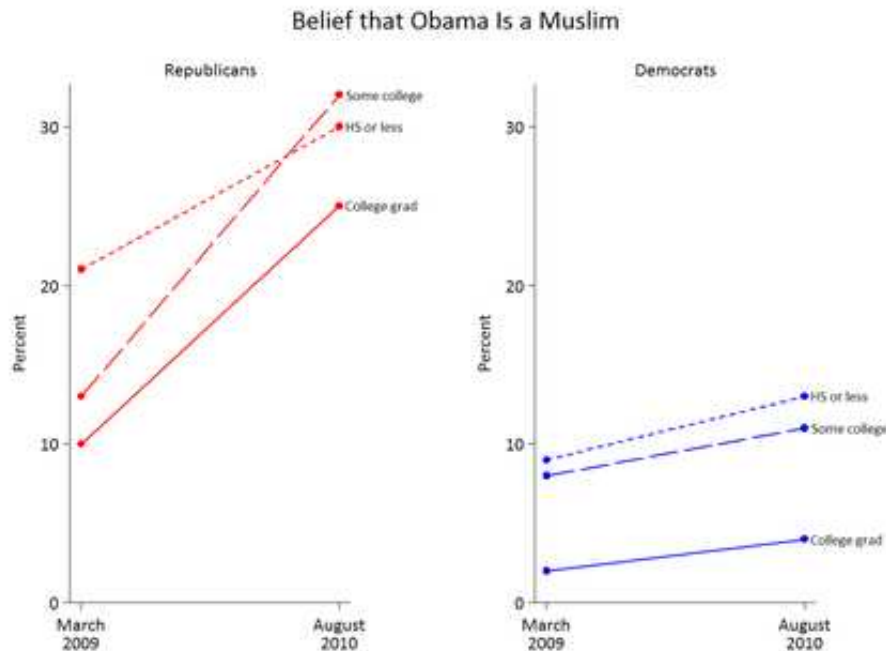 Belief that Obama Is a Muslim
Republicans
Percent
30
20
10
0
Some college
HS or less
College grad
March
2009
August
2010
Democrats
Percent
30
20
10
0
HS or less
Some college
College grad
March
2009
August
2010